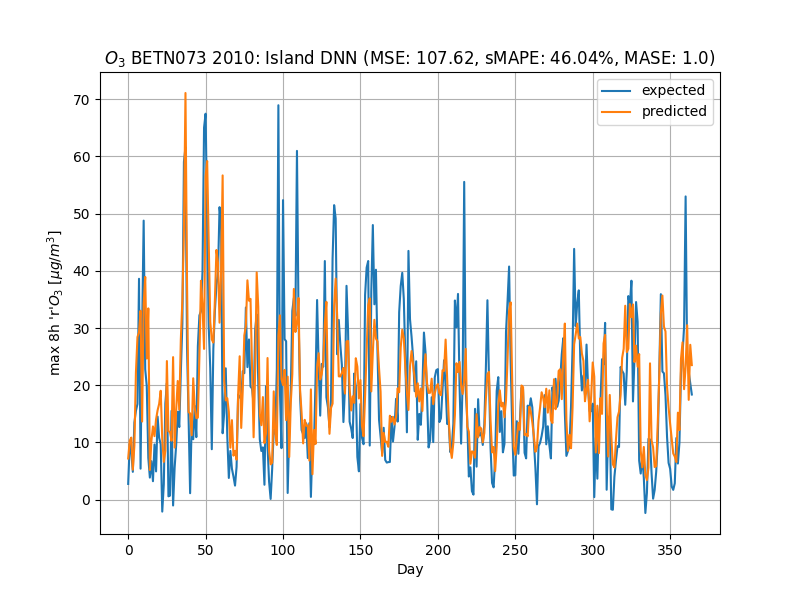 O3 BETN073 2010: Island DNN (MSE: 107.62, sMAPE: 46.04%, MASE: 1.0)
expected
predicted
70
60
50
40
30
20
10
0
max 8h 'r'O3 [μg/m³]
0 50 100 150 200 250 300 350
Day